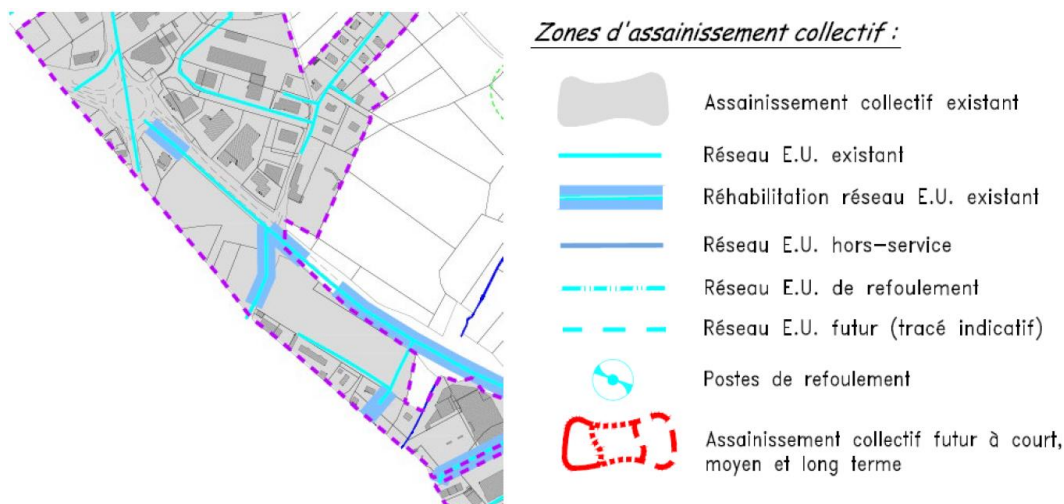 Zones d'assainissement collectif :
Assainissement collectif existant
Réseau E.U. existant
Réhabilitation réseau E.U. existant
Réseau E.U. hors-service
Réseau E.U. de refoulement
Réseau E.U. futur (tracé indicatif)
Postes de refoulement
Assainissement collectif futur à court,
moyen et long terme